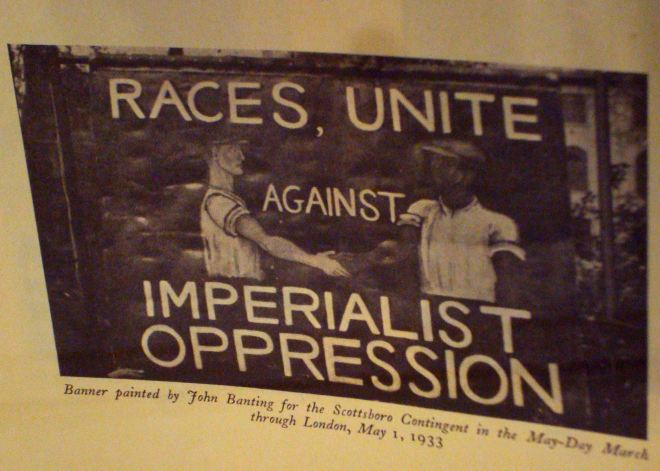 RACES, UNITE
AGAINST
IMPERIALIST
OPPRESSION
Banner painted by John Banting for the Scottsboro Contingent in the May-Day March
through London, May 1, 1933